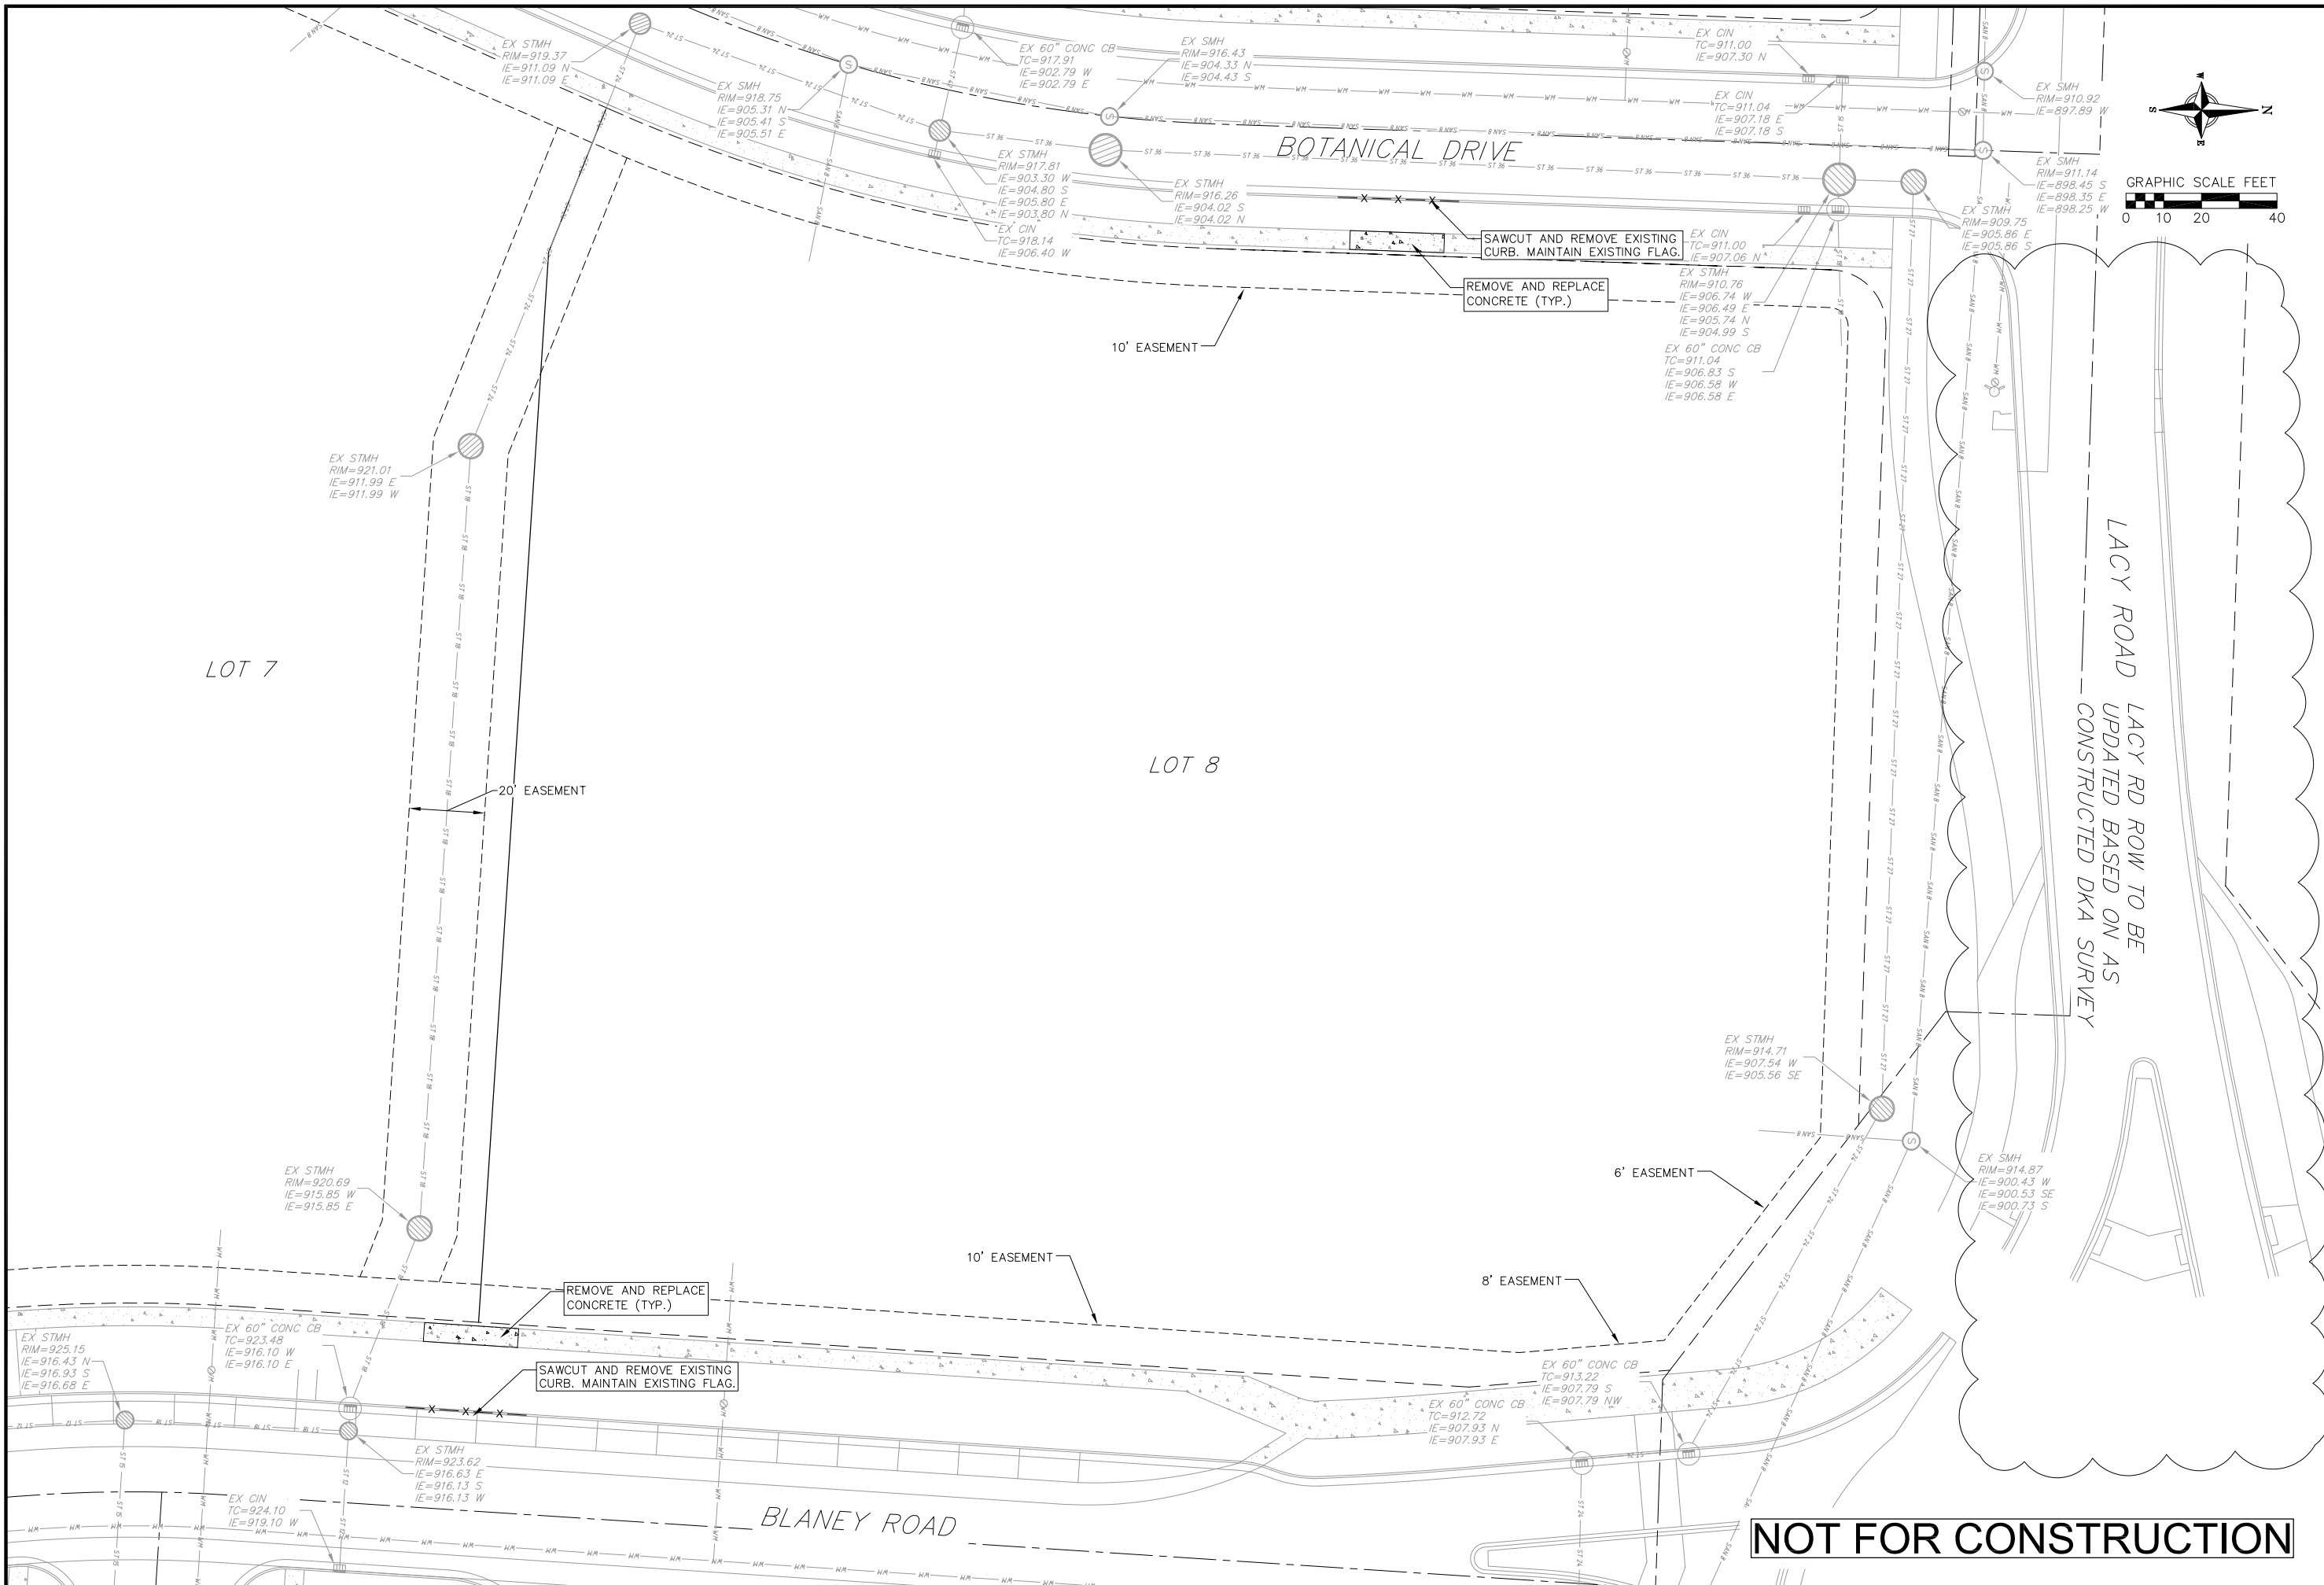 EX STMH
RIM=919.37
IE=911.09 N
IE=911.09 E
EX SMH
RIM=918.75
IE=905.31 N
IE=905.41 S
IE=905.51 E
EX 60" CONC CB
TC=917.91
IE=902.79 W
IE=902.79 E
EX SMH
RIM=916.43
IE=904.33 N
IE=904.43 S
EX CIN
TC=911.00
IE=907.30 N
EX CIN
TC=911.04
IE=907.18 E
IE=907.18 S
EX SMH
RIM=910.92
IE=897.89 W
W
S
N
E
BOTANICAL DRIVE
EX STMH
RIM=917.81
IE=903.30 W
IE=904.80 S
IE=905.80 E
IE=903.80 N
EX CIN
TC=918.14
IE=906.40 W
EX STMH
RIM=916.26
IE=904.02 S
IE=904.02 N
EX SMH
RIM=911.14
IE=898.45 S
IE=898.35 E
IE=898.25 W
GRAPHIC SCALE FEET
0 10 20 40
EX STMH
RIM=909.75
IE=905.86 E
IE=905.86 S
SAWCUT AND REMOVE EXISTING
CURB. MAINTAIN EXISTING FLAG.
EX CIN
TC=911.00
IE=907.06 N
REMOVE AND REPLACE
CONCRETE (TYP.)
EX STMH
RIM=910.76
IE=906.74 W
IE=906.49 E
IE=905.74 N
IE=904.99 S
10' EASEMENT
EX 60" CONC CB
TC=911.04
IE=906.83 S
IE=906.58 W
IE=906.58 E
EX STMH
RIM=921.01
IE=911.99 E
IE=911.99 W
LOT 7
LOT 8
20' EASEMENT
LACY ROAD
LACY RD ROW TO BE
UPDATED BASED ON AS
CONSTRUCTED DKA SURVEY
EX STMH
RIM=914.71
IE=907.54 W
IE=905.56 SE
EX STMH
RIM=920.69
IE=915.85 W
IE=915.85 E
6' EASEMENT
EX SMH
RIM=914.87
IE=900.43 W
IE=900.53 SE
IE=900.73 S
10' EASEMENT
8' EASEMENT
REMOVE AND REPLACE
CONCRETE (TYP.)
EX STMH
RIM=925.15
IE=916.43 N
IE=916.93 S
IE=916.68 E
EX 60" CONC CB
TC=923.48
IE=916.10 W
IE=916.10 E
SAWCUT AND REMOVE EXISTING
CURB. MAINTAIN EXISTING FLAG.
EX 60" CONC CB
TC=913.22
IE=907.79 S
IE=907.79 NW
EX 60" CONC CB
TC=912.72
IE=907.93 N
IE=907.93 E
EX STMH
RIM=923.62
IE=916.63 E
IE=916.13 S
IE=916.13 W
EX CIN
TC=924.10
IE=919.10 W
BLANEY ROAD
NOT FOR CONSTRUCTION